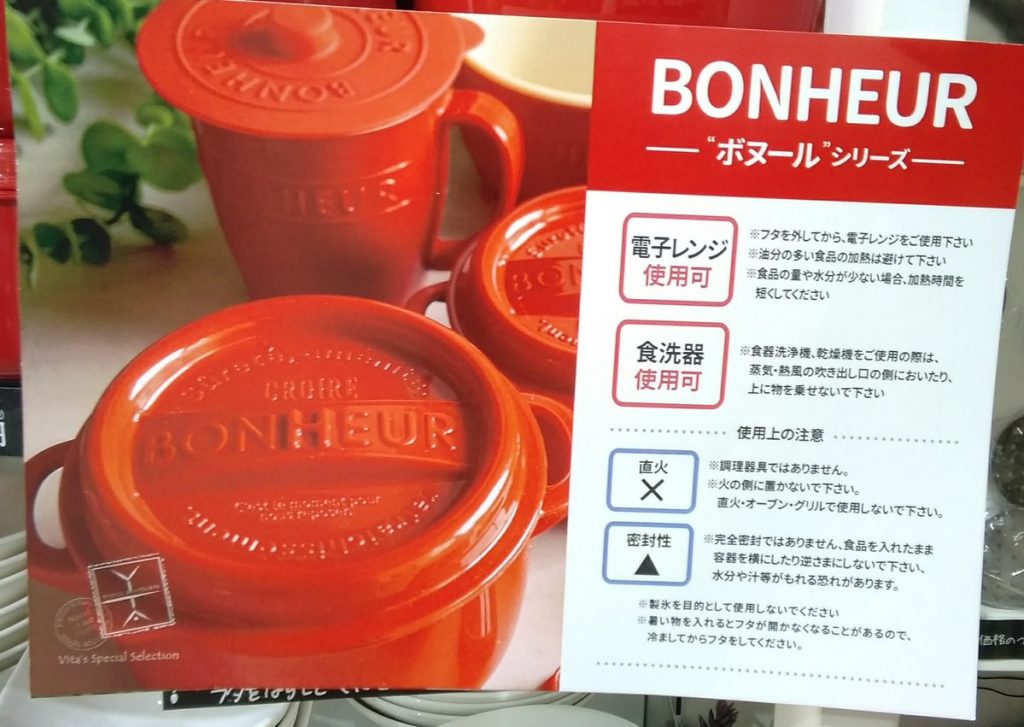 BONHEUR
“ボヌール”シリーズ
電子レンジ
使用可
※フタを外してから、電子レンジをご使用下さい
※油分の多い食品の加熱は避けて下さい
※食品の量や水分が少ない場合、加熱時間を
短くしてください
食洗器
使用可
※食器洗浄機、乾燥機をご使用の際は、
蒸気・熱風の吹き出し口の側においたり、
上に物を乗せないで下さい
使用上の注意
直火
×
※調理器具ではありません。
※火の側に置かないで下さい。
直火・オーブン・グリルで使用しないで下さい。
密封性
▲
※完全密封ではありません、食品を入れたまま
容器を横にしたり逆さまにしないで下さい、
水分や汁等がもれる恐れがあります。
※製氷を目的として使用しないでください
※暑い物を入れるとフタが開かなくなることがあるので、
冷ましてからフタをしてください。
BONHEUR
CROIRE
BONHEUR
C'est le moment pour
Vita's Special Selection
価格のつ